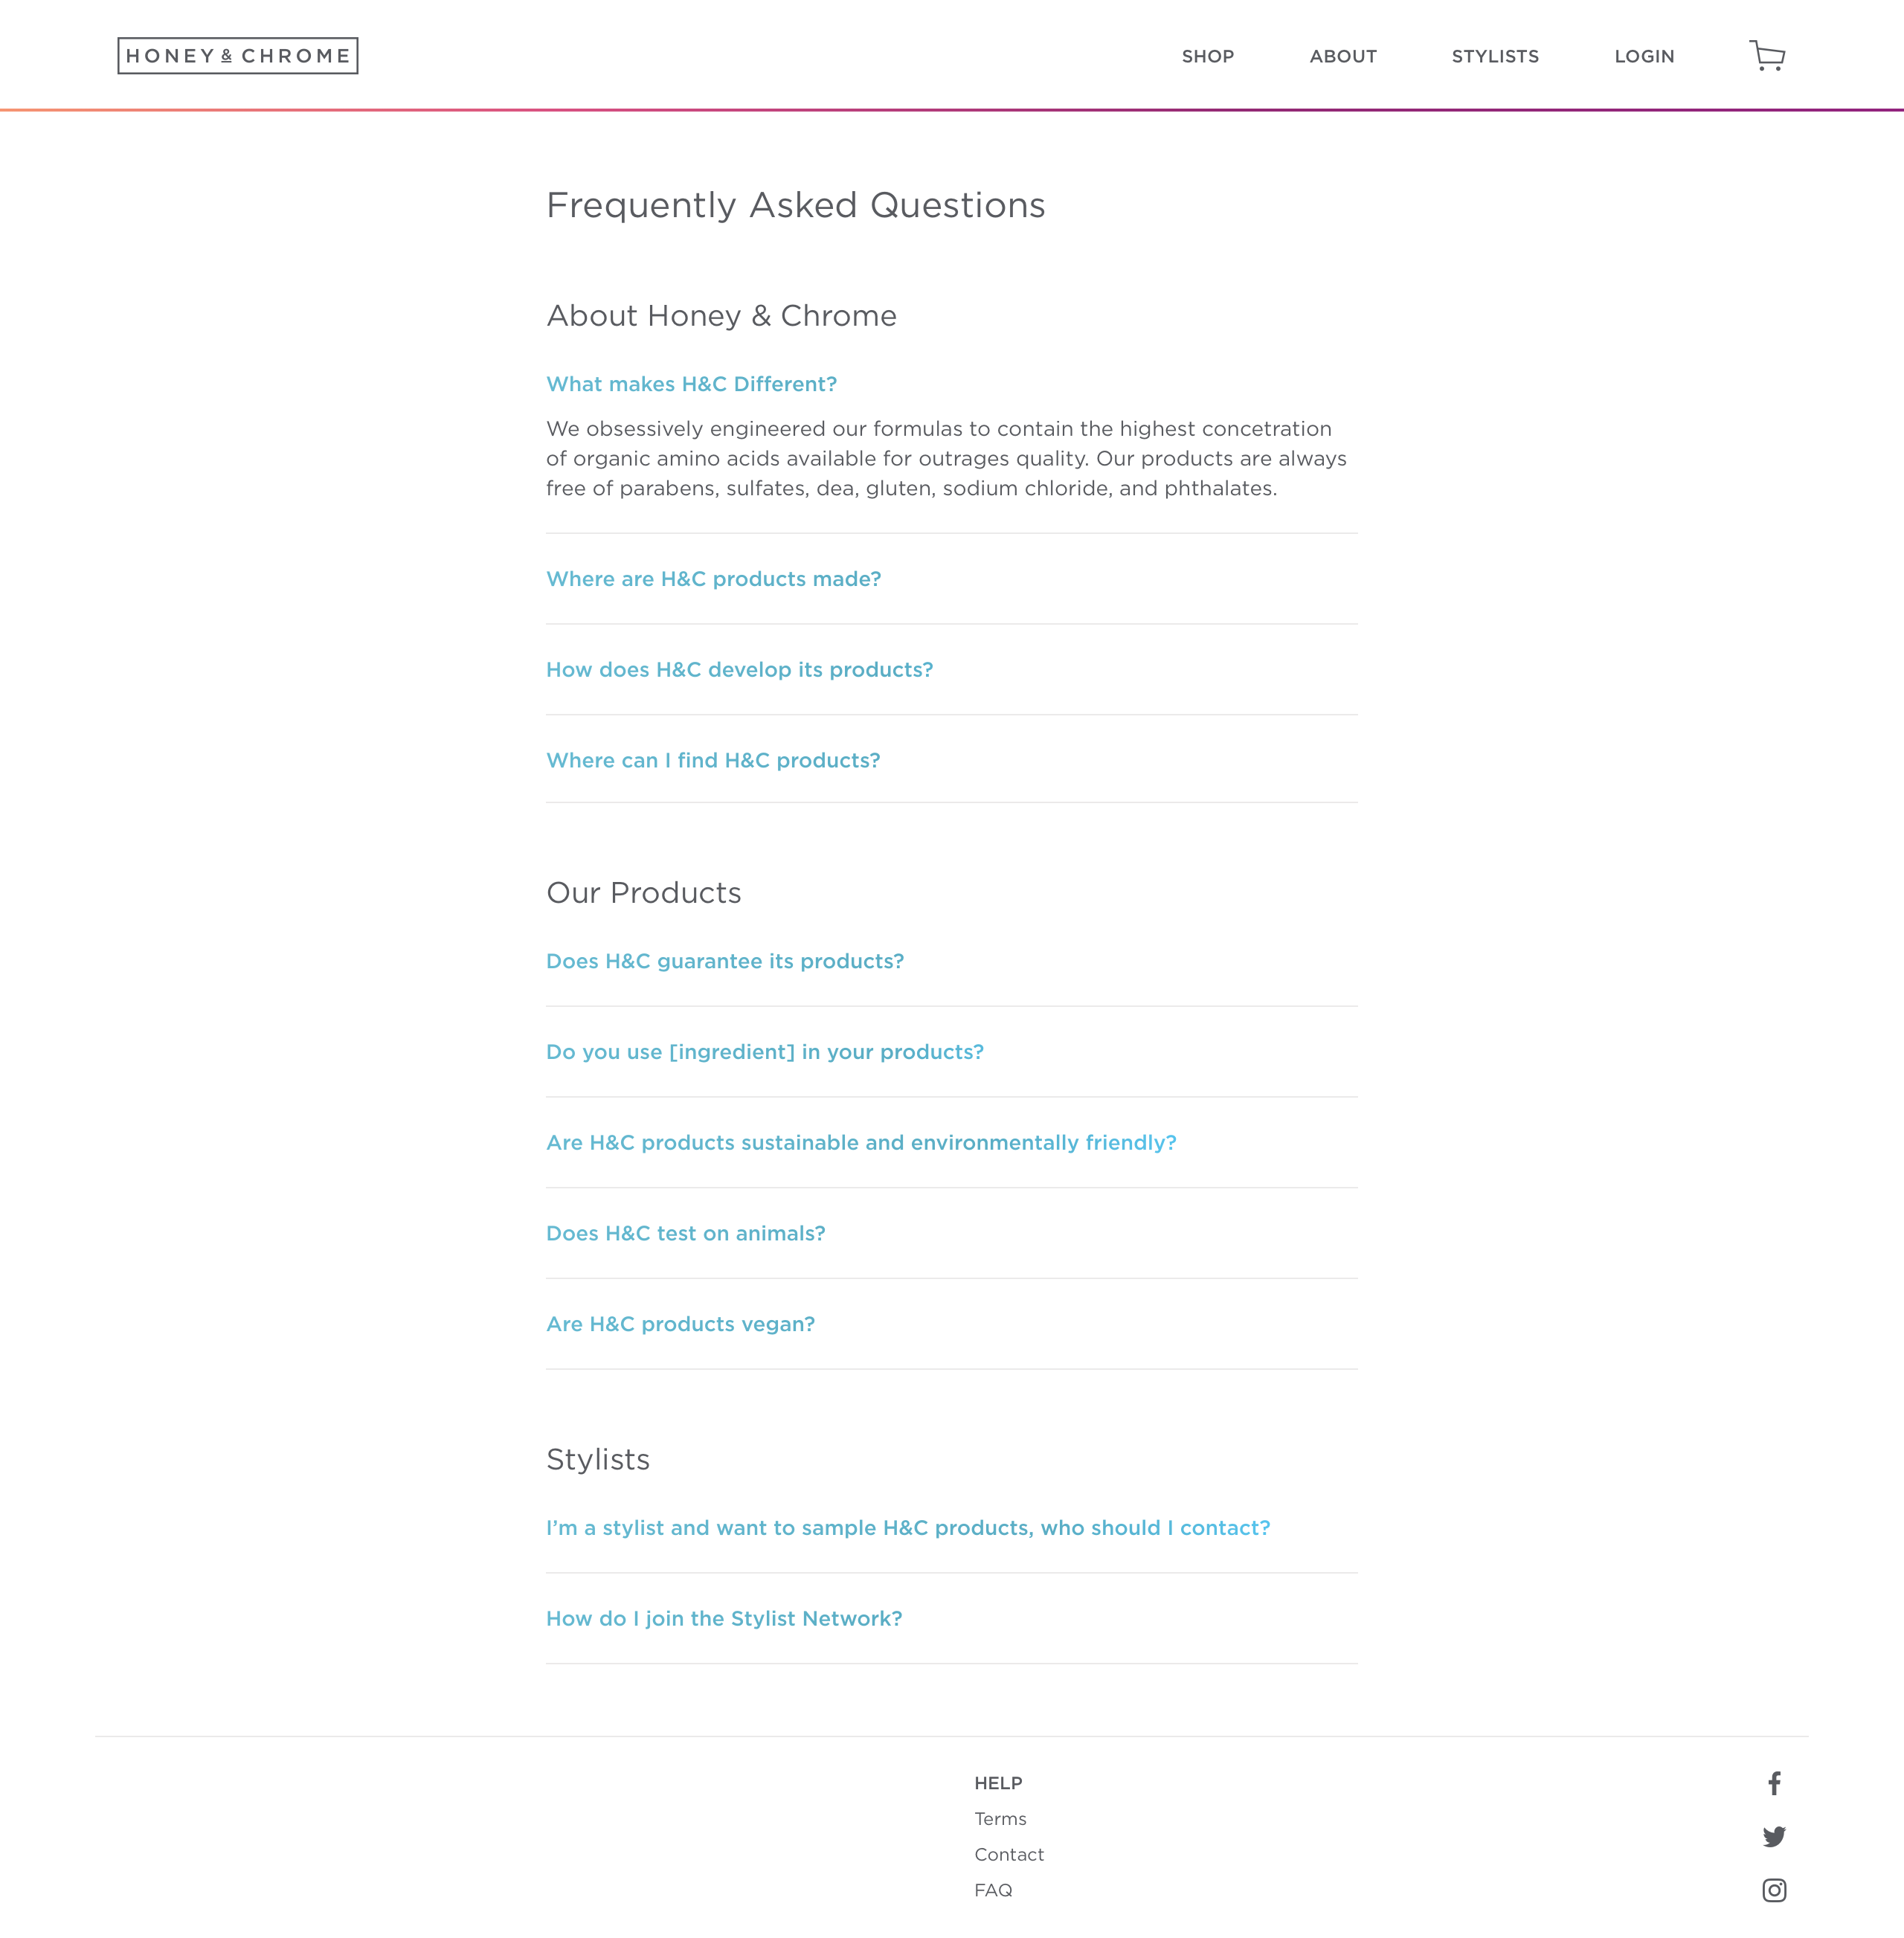 HONEY & CHROME
SHOP
ABOUT
STYLISTS
LOGIN
Frequently Asked Questions
About Honey & Chrome
What makes H&C Different?
We obsessively engineered our formulas to contain the highest concetration
of organic amino acids available for outrages quality. Our products are always
free of parabens, sulfates, dea, gluten, sodium chloride, and phthalates.
Where are H&C products made?
How does H&C develop its products?
Where can I find H&C products?
Our Products
Does H&C guarantee its products?
Do you use [ingredient] in your products?
Are H&C products sustainable and environmentally friendly?
Does H&C test on animals?
Are H&C products vegan?
Stylists
I’m a stylist and want to sample H&C products, who should I contact?
How do I join the Stylist Network?
HELP
Terms
Contact
FAQ